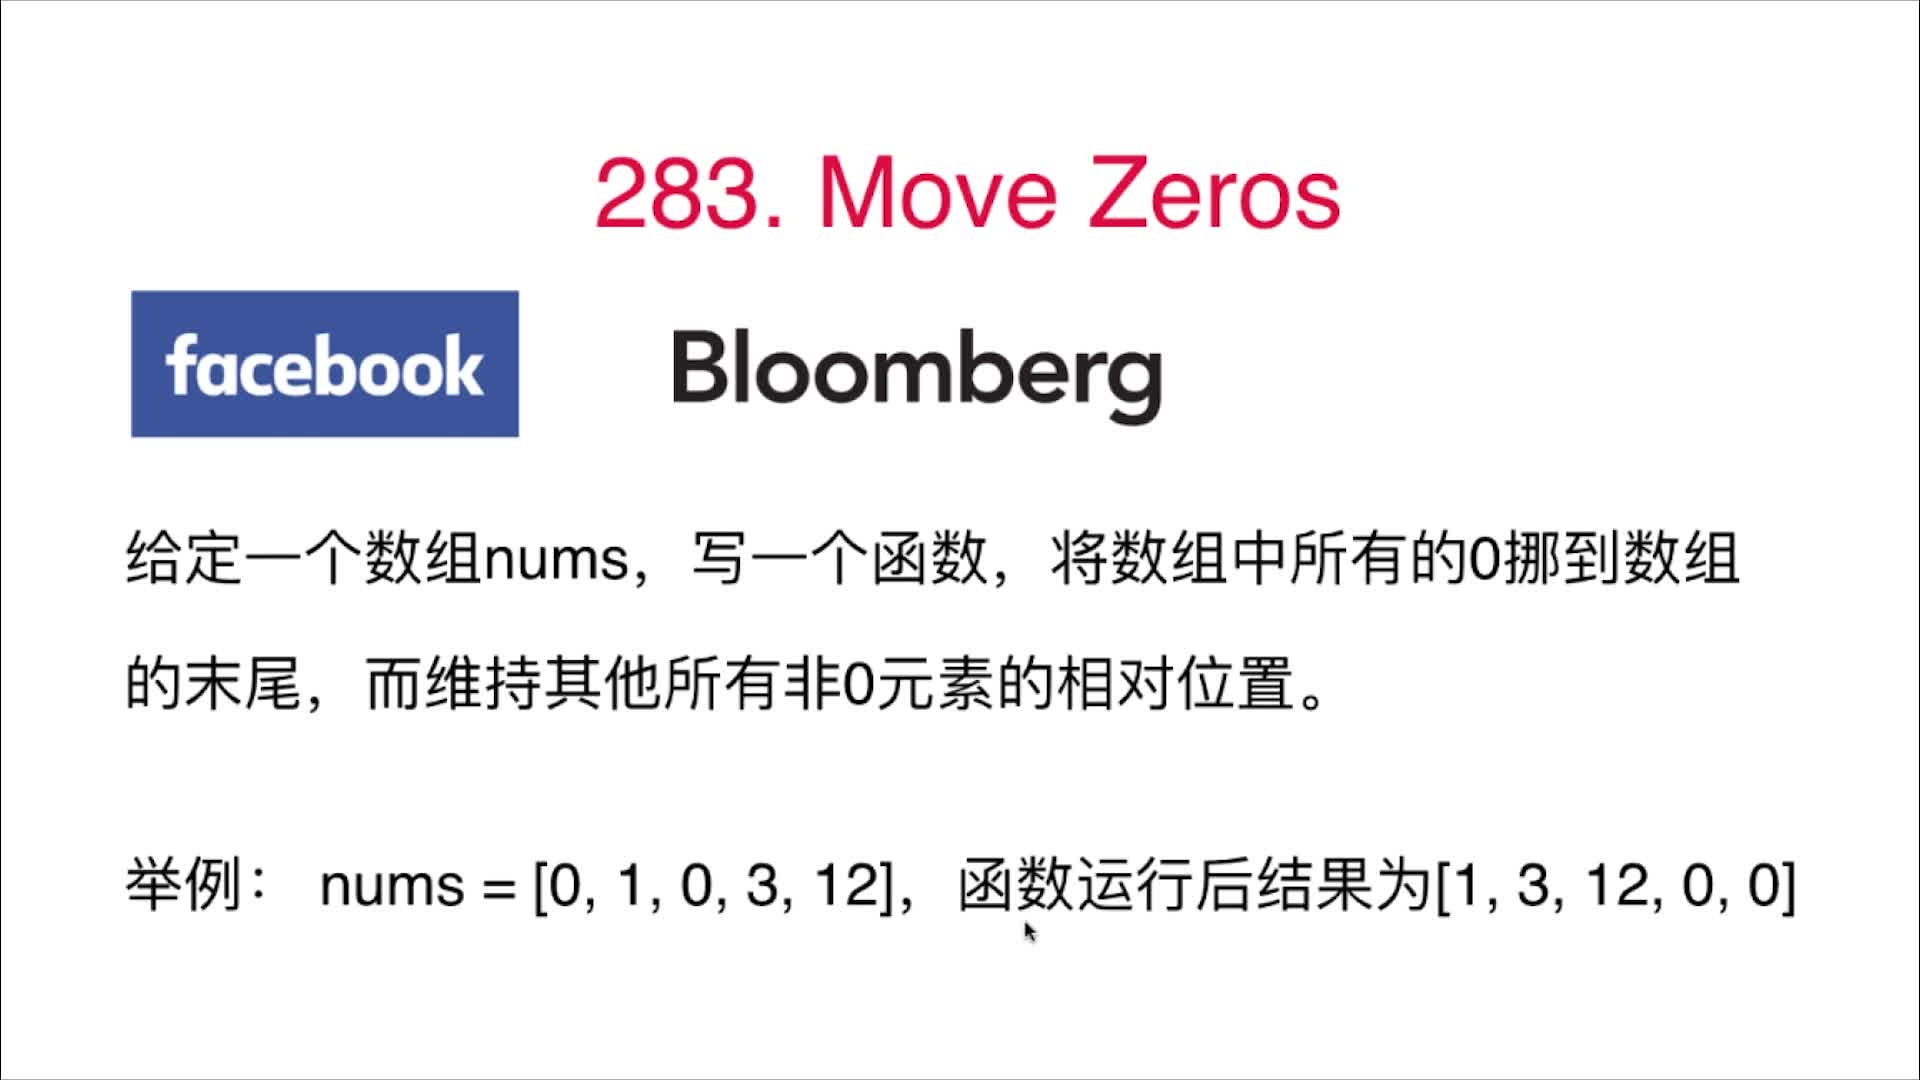 283. Move Zeros
facebook
Bloomberg
给定一个数组nums，写一个函数，将数组中所有的0挪到数组
的末尾，而维持其他所有非0元素的相对位置。
举例： nums = [0, 1, 0, 3, 12]，函数运行后结果为[1, 3, 12, 0, 0]